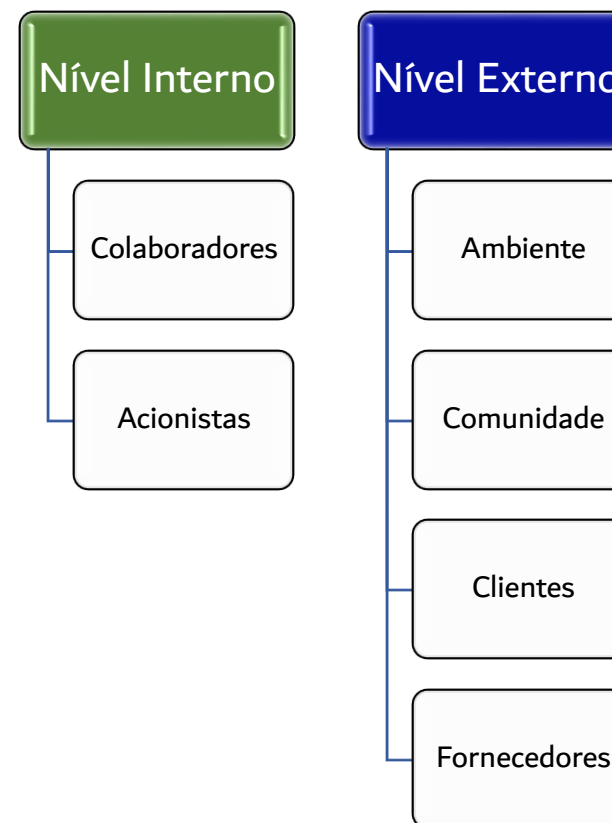 Nível Interno
Colaboradores
Acionistas
Nível Externo
Ambiente
Comunidade
Clientes
Fornecedores